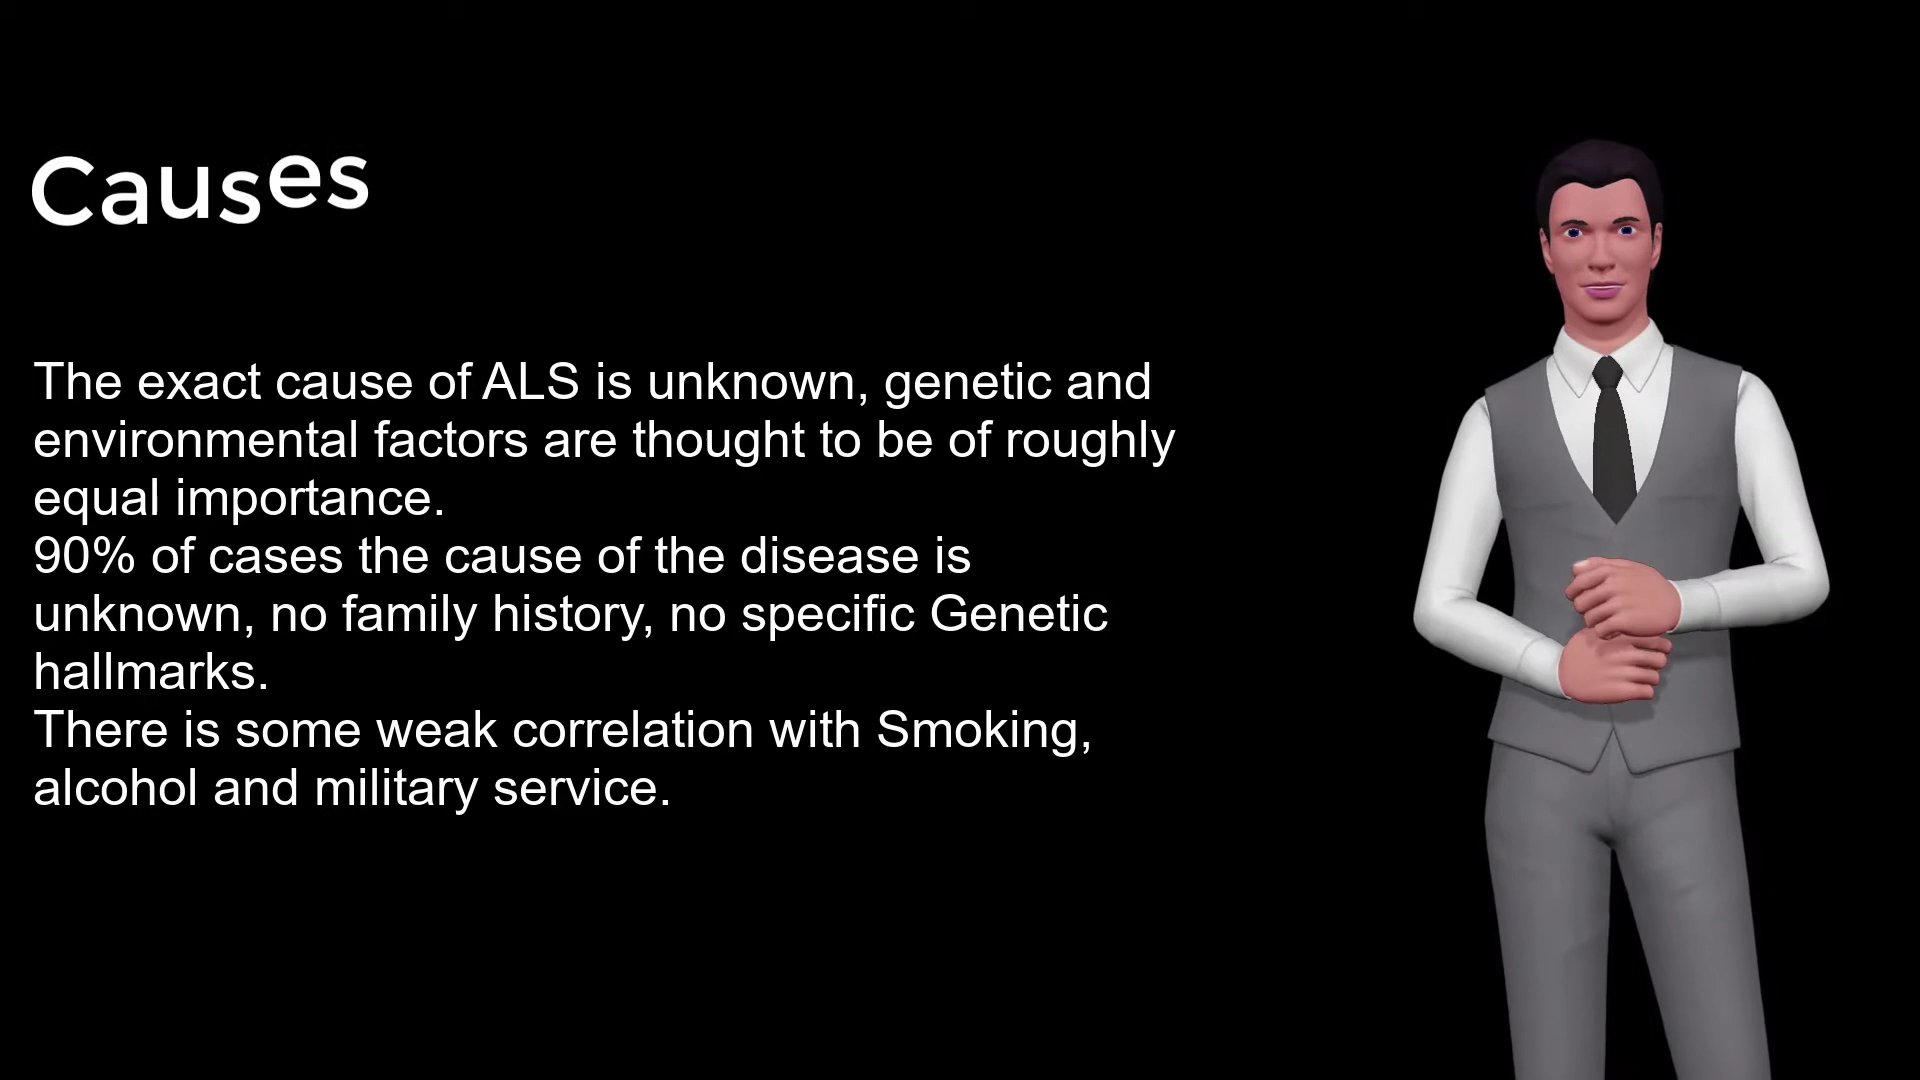 Causes
The exact cause of ALS is unknown, genetic and
environmental factors are thought to be of roughly
equal importance.
90% of cases the cause of the disease is
unknown, no family history, no specific Genetic
hallmarks.
There is some weak correlation with Smoking,
alcohol and military service.